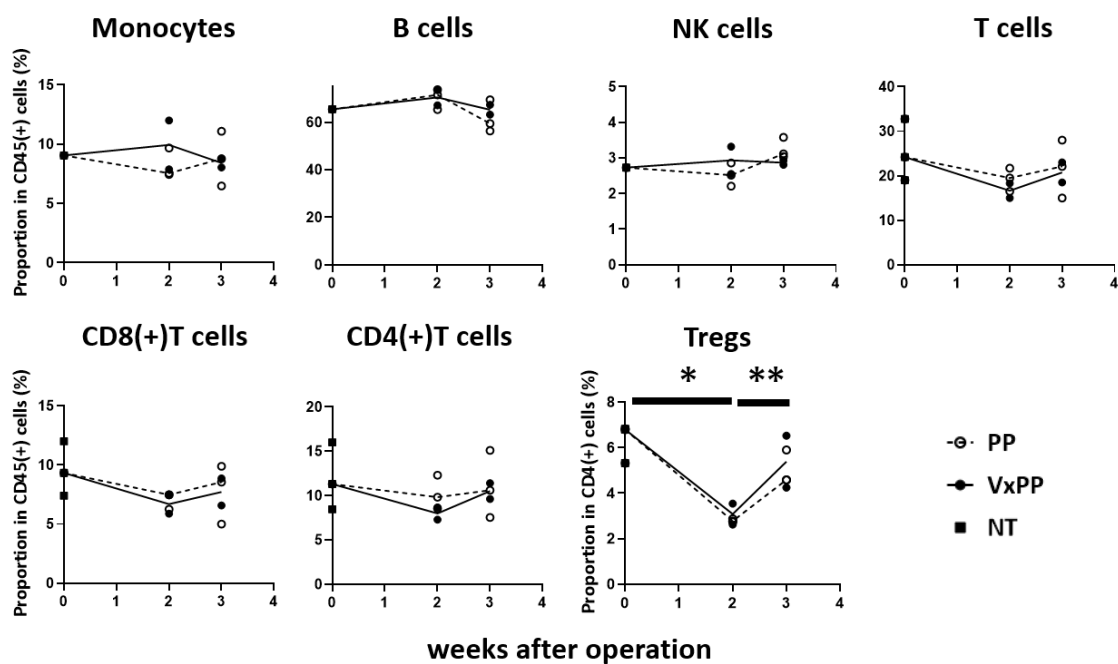 Monocytes
B cells
NK cells
T cells
Proportion in CD45(+) cells (%)
15
10
5
0
0 1 2 3 4
60
40
20
0
0 1 2 3 4
5
4
3
2
1
0
0 1 2 3 4
40
30
20
10
0
0 1 2 3 4
CD8(+)T cells
CD4(+)T cells
Tregs
Proportion in CD45(+) cells (%)
15
10
5
0
0 1 2 3 4
20
15
10
5
0
0 1 2 3 4
Proportion in CD4(+) cells (%)
8
6
4
2
0
* **
0 1 2 3 4
PP
VxPP
NT
weeks after operation